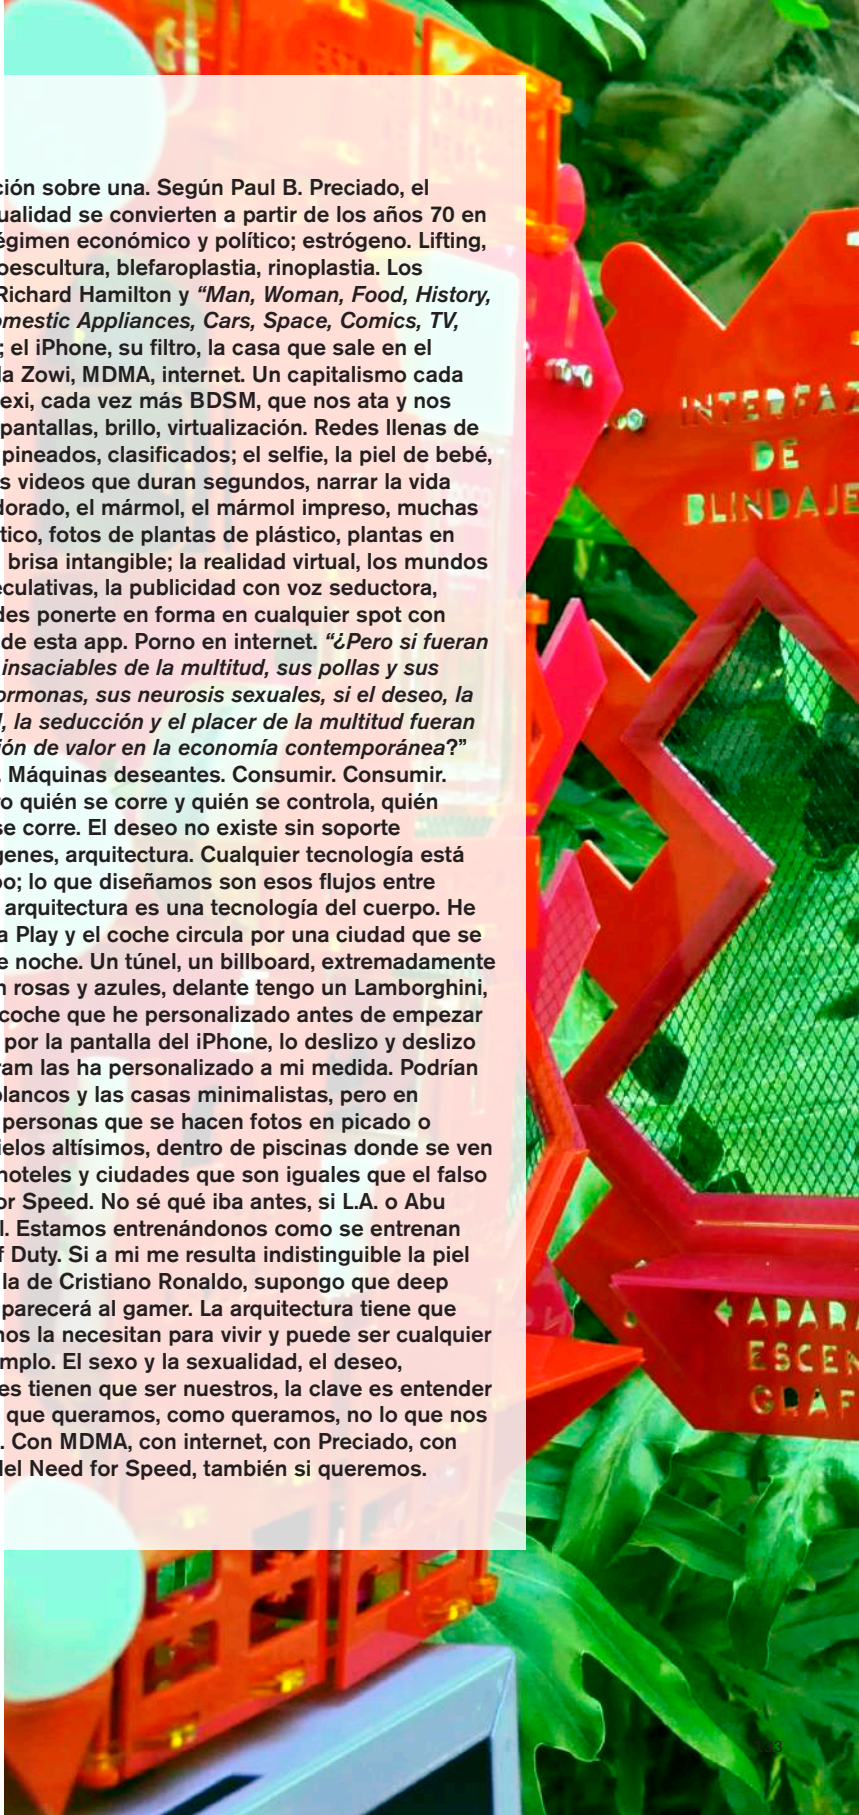 ción sobre una. Según Paul B. Preciado, el
ualidad se convierten a partir de los años 70 en
égimen económico y político; estrógeno. Lifting,
oescultura, blefaroplastia, rinoplastia. Los
Richard Hamilton y “Man, Woman, Food, History,
omestic Appliances, Cars, Space, Comics, TV,
; el iPhone, su filtro, la casa que sale en el
la Zowi, MDMA, internet. Un capitalismo cada
exi, cada vez más BDSM, que nos ata y nos
pantallas, brillo, virtualización. Redes llenas de
pineados, clasificados; el selfie, la piel de bebé,
s videos que duran segundos, narrar la vida
dorado, el mármol, el mármol impreso, muchas
tico, fotos de plantas de plástico, plantas en
brisa intangible; la realidad virtual, los mundos
eculativas, la publicidad con voz seductora,
des ponerte en forma en cualquier spot con
de esta app. Porno en internet. “¿Pero si fueran
insaciables de la multitud, sus pollas y sus
ormonas, sus neurosis sexuales, si el deseo, la
l, la seducción y el placer de la multitud fueran
ión de valor en la economía contemporánea?”
. Máquinas deseantes. Consumir. Consumir.
ro quién se corre y quién se controla, quién
se corre. El deseo no existe sin soporte
genes, arquitectura. Cualquier tecnología está
po; lo que diseñamos son esos flujos entre
arquitectura es una tecnología del cuerpo. He
a Play y el coche circula por una ciudad que se
e noche. Un túnel, un billboard, extremadamente
n rosas y azules, delante tengo un Lamborghini,
coche que he personalizado antes de empezar
por la pantalla del iPhone, lo deslizo y deslizo
ram las ha personalizado a mi medida. Podrían
blancos y las casas minimalistas, pero en
personas que se hacen fotos en picado o
ielos altísimos, dentro de piscinas donde se ven
hoteles y ciudades que son iguales que el falso
or Speed. No sé qué iba antes, si L.A. o Abu
l. Estamos entrenándonos como se entrenan
f Duty. Si a mi me resulta indistinguible la piel
la de Cristiano Ronaldo, supongo que deep
parecerá al gamer. La arquitectura tiene que
nos la necesitan para vivir y puede ser cualquier
mplo. El sexo y la sexualidad, el deseo,
es tienen que ser nuestros, la clave es entender
que queramos, como queramos, no lo que nos
. Con MDMA, con internet, con Preciado, con
del Need for Speed, también si queremos.
INTERFAZ
DE
BLINDAJE
APARA
ESCEN
GRAF